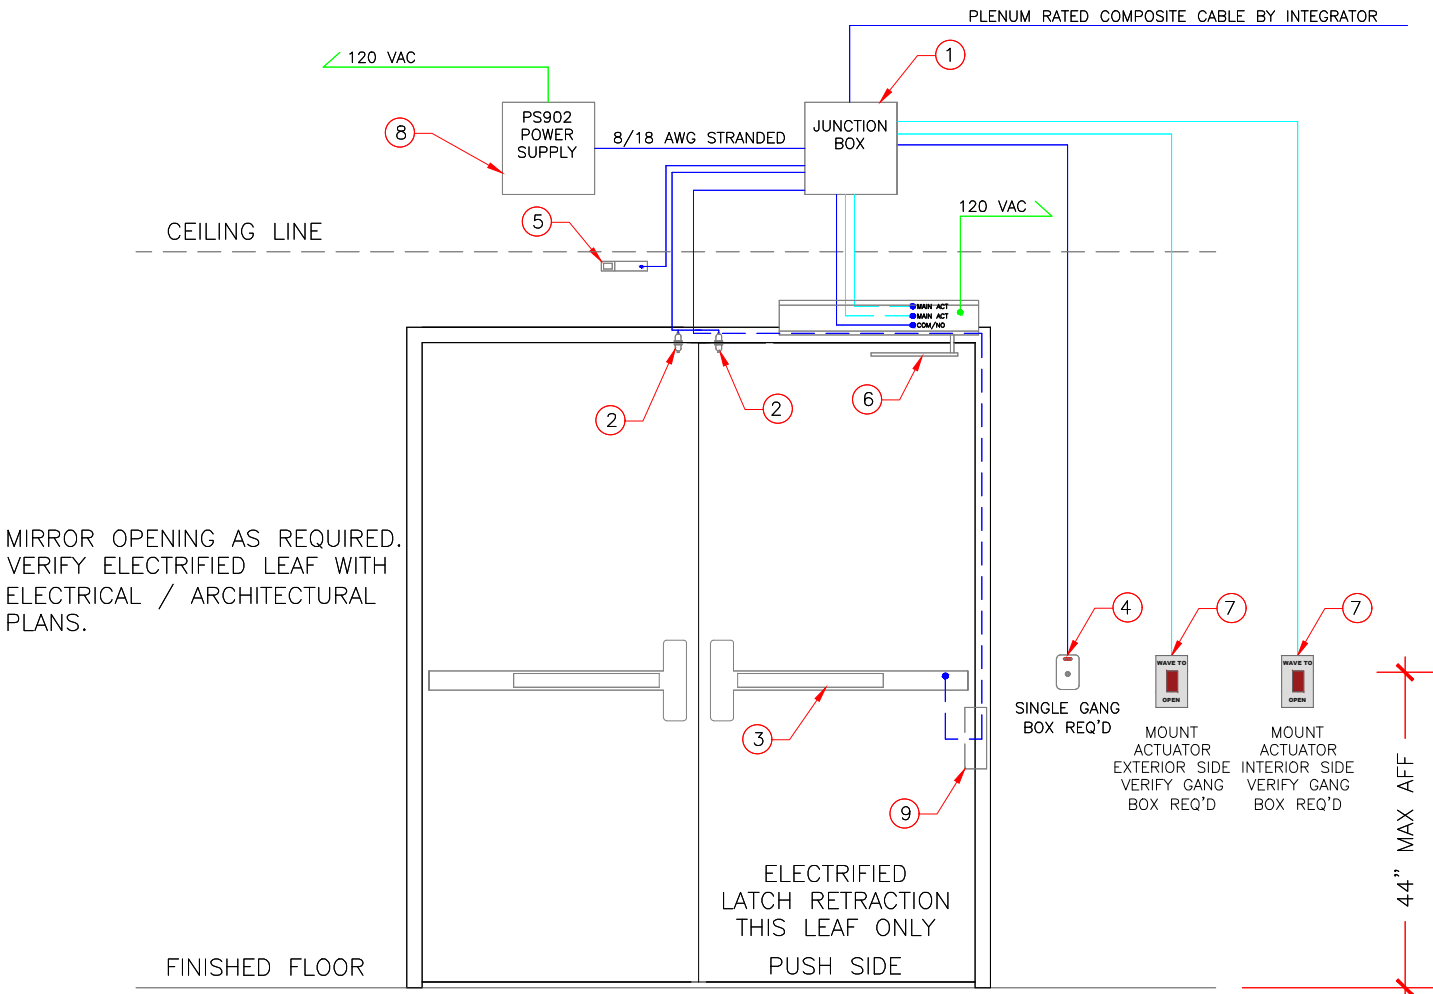 PLENUM RATED COMPOSITE CABLE BY INTEGRATOR
120 VAC
1
8
PS902
POWER
SUPPLY
8/18 AWG STRANDED
JUNCTION
BOX
5
120 VAC
CEILING LINE
MAIN ACT
MAIN ACT
COM/NO
2
2
6
MIRROR OPENING AS REQUIRED.
VERIFY ELECTRIFIED LEAF WITH
ELECTRICAL / ARCHITECTURAL
PLANS.
4
7
7
WAVE TO
OPEN
WAVE TO
OPEN
SINGLE GANG
BOX REQ'D
MOUNT
ACTUATOR
EXTERIOR SIDE
VERIFY GANG
BOX REQ'D
MOUNT
ACTUATOR
INTERIOR SIDE
VERIFY GANG
BOX REQ'D
3
9
44" MAX AFF
ELECTRIFIED
LATCH RETRACTION
THIS LEAF ONLY
PUSH SIDE
FINISHED FLOOR